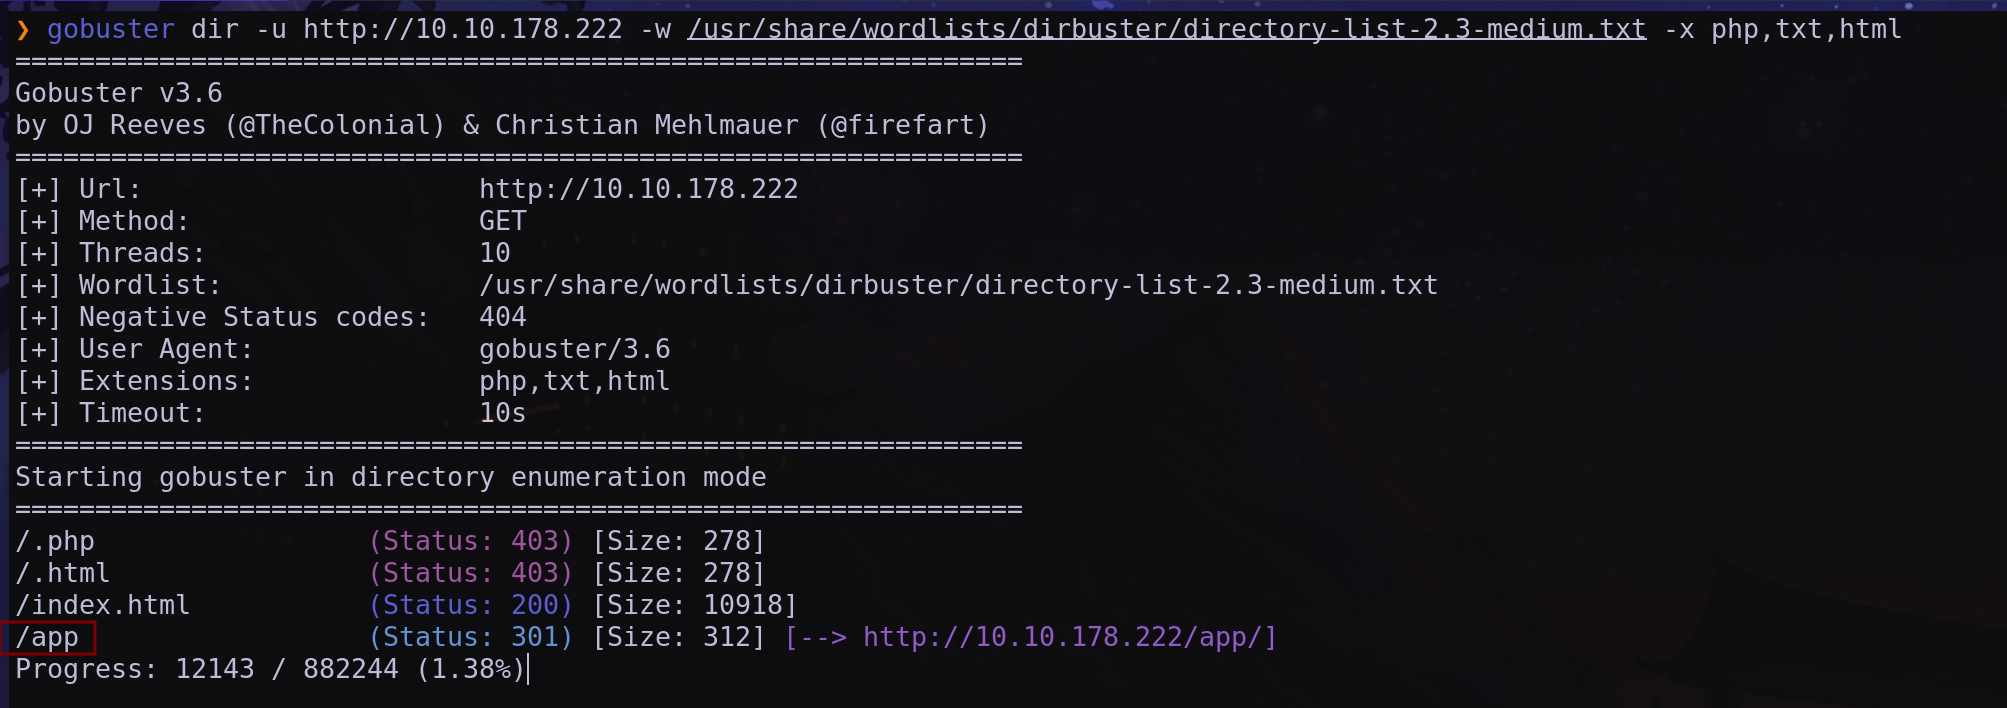 ❯ gobuster dir -u http://10.10.178.222 -w /usr/share/wordlists/dirbuster/directory-list-2.3-medium.txt -x php,txt,html
===============================================================
Gobuster v3.6
by OJ Reeves (@TheColonial) & Christian Mehlmauer (@firefart)
===============================================================
[+] Url:                     http://10.10.178.222
[+] Method:                  GET
[+] Threads:                 10
[+] Wordlist:                /usr/share/wordlists/dirbuster/directory-list-2.3-medium.txt
[+] Negative Status codes:   404
[+] User Agent:              gobuster/3.6
[+] Extensions:              php,txt,html
[+] Timeout:                 10s
===============================================================
Starting gobuster in directory enumeration mode
===============================================================
/.php                 (Status: 403) [Size: 278]
/.html                (Status: 403) [Size: 278]
/index.html           (Status: 200) [Size: 10918]
/app                  (Status: 301) [Size: 312] [--> http://10.10.178.222/app/]
Progress: 12143 / 882244 (1.38%)